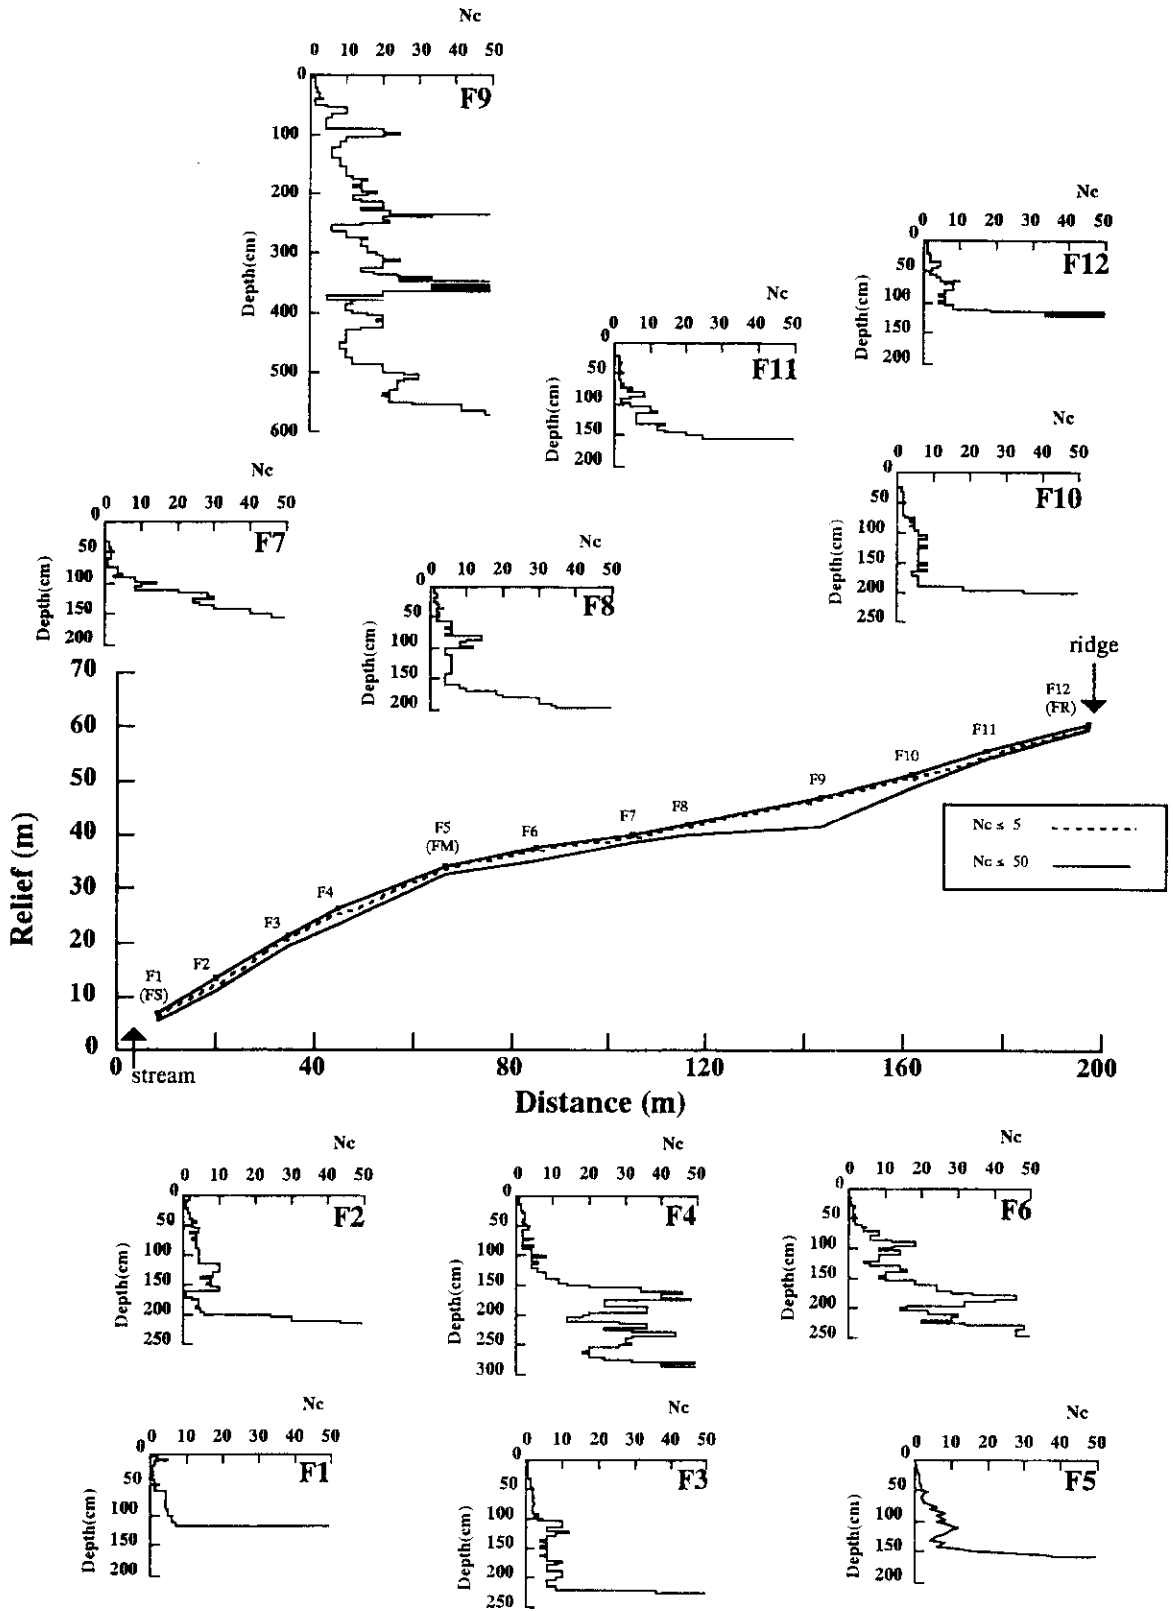 Nc
0 10 20 30 40 50
0
F9
100
200
300
400
500
600
Depth(cm)
Nc
0 10 20 30 40 50
0
F12
50
100
150
200
Depth(cm)
Nc
0 10 20 30 40 50
0
F11
50
100
150
200
Depth(cm)
Nc
0 10 20 30 40 50
0
F7
50
100
150
200
Depth(cm)
Nc
0 10 20 30 40 50
0
F10
50
100
150
200
250
Depth(cm)
Nc
0 10 20 30 40 50
0
F8
50
100
150
200
Depth(cm)
ridge
70
60
50
40
30
20
10
0
Relief (m)
F1
(FS)
F2
F3
F4
F5
(FM)
F6
F7
F8
F9
F10
F11
F12
(FR)
Nc ≤ 5
Nc ≤ 50
0 40 80 120 160 200
stream
Distance (m)
Nc
0 10 20 30 40 50
0
F2
50
100
150
200
250
Depth(cm)
Nc
0 10 20 30 40 50
0
F4
50
100
150
200
250
300
Depth(cm)
Nc
0 10 20 30 40 50
0
F6
50
100
150
200
250
Depth(cm)
Nc
0 10 20 30 40 50
0
F1
50
100
150
200
Depth(cm)
Nc
0 10 20 30 40 50
0
F3
50
100
150
200
250
Depth(cm)
Nc
0 10 20 30 40 50
0
F5
50
100
150
200
Depth(cm)